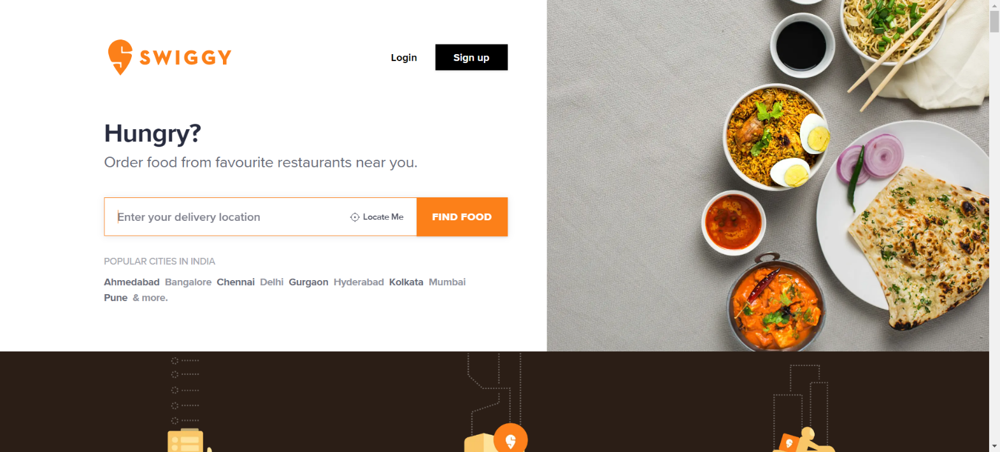 SWIGGY
Login
Sign up
Hungry?
Order food from favourite restaurants near you.
Enter your delivery location
Locate Me
FIND FOOD
POPULAR CITIES IN INDIA
Ahmedabad Bangalore Chennai Delhi Gurgaon Hyderabad Kolkata Mumbai
Pune & more.